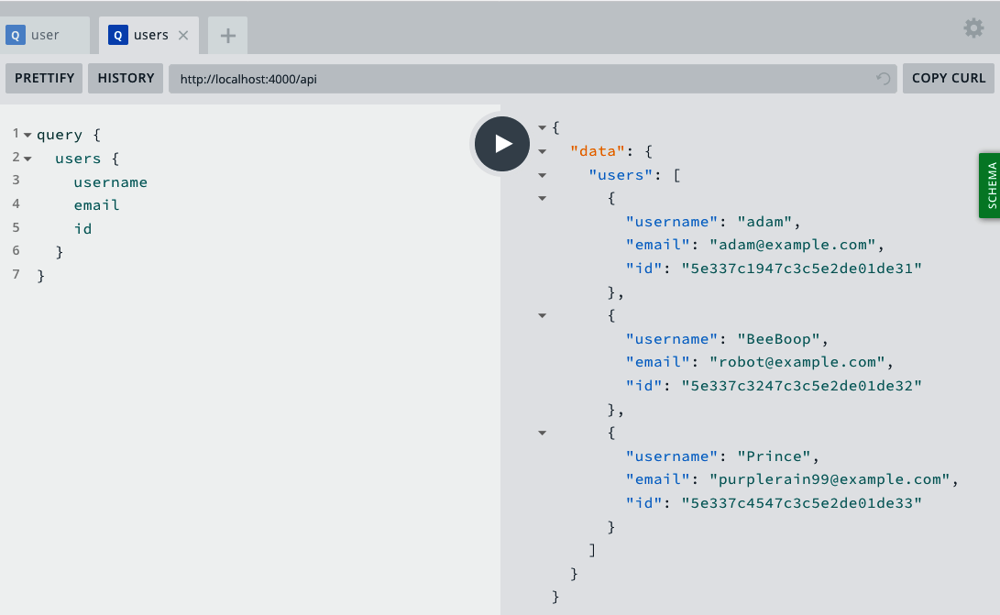 Q user
Q users
PRETTIFY HISTORY http://localhost:4000/api COPY CURL
1 query {
2 users {
3 username
4 email
5 id
6 }
7 }
{
"data": {
"users": [
{
"username": "adam",
"email": "adam@example.com",
"id": "5e337c1947c3c5e2de01de31"
},
{
"username": "BeeBoop",
"email": "robot@example.com",
"id": "5e337c3247c3c5e2de01de32"
},
{
"username": "Prince",
"email": "purplerain99@example.com",
"id": "5e337c4547c3c5e2de01de33"
}
]
}
}
SCHEMA